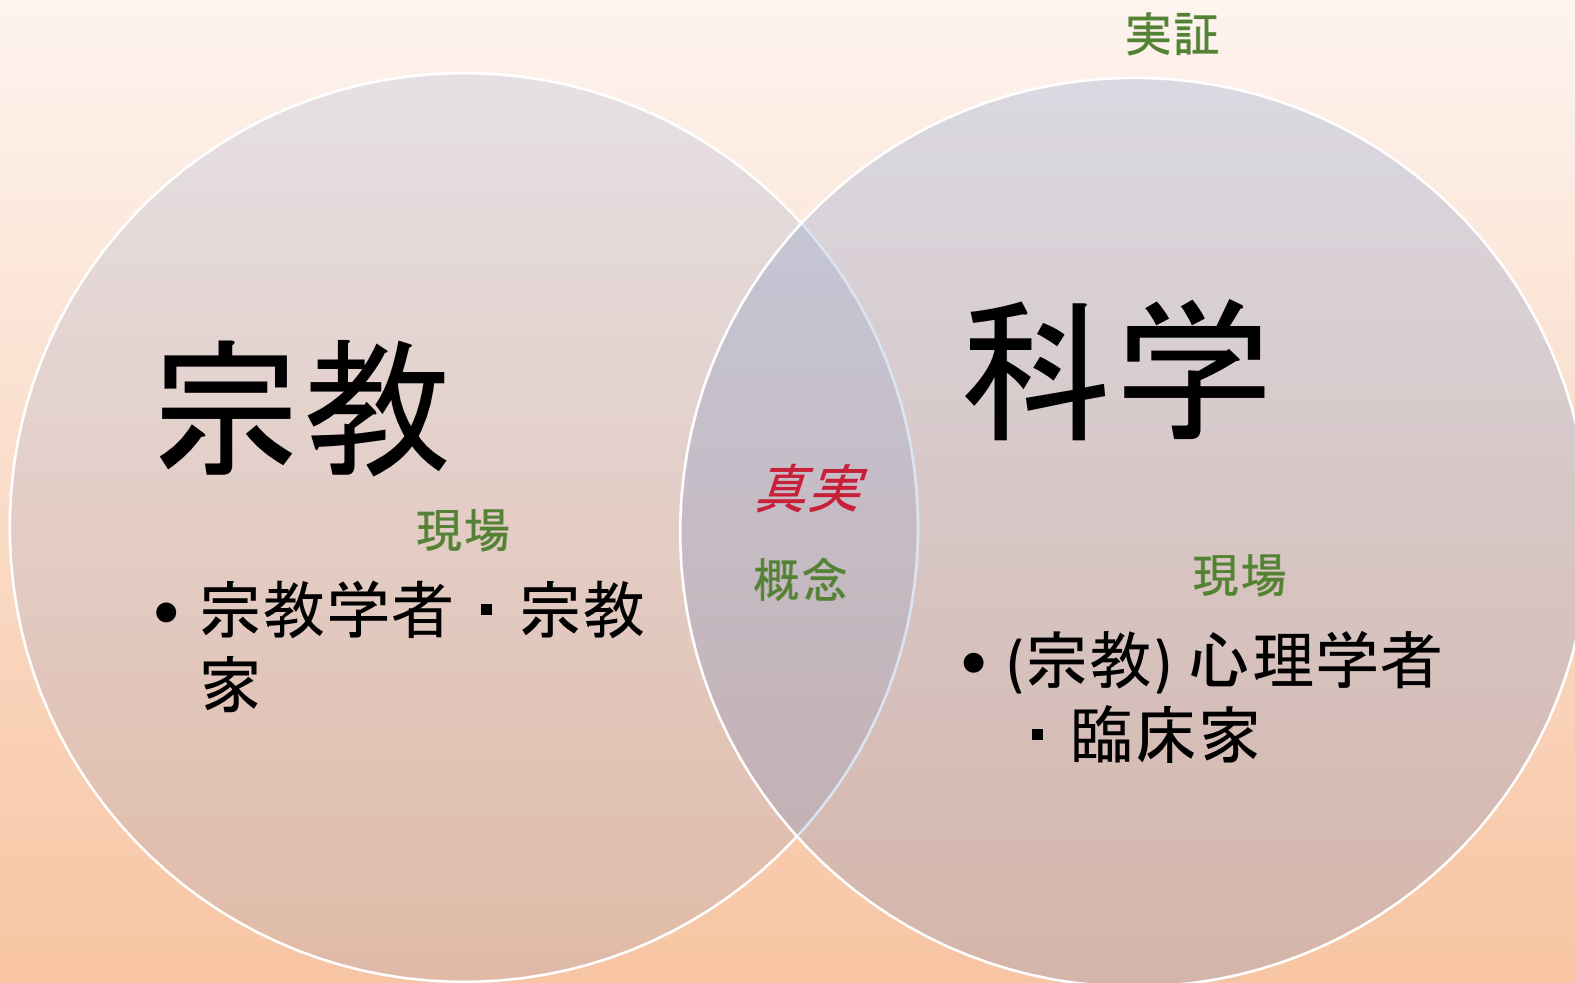 実証
宗教
現場
• 宗教学者・宗教
家
真実
概念
科学
現場
• (宗教) 心理学者
・臨床家